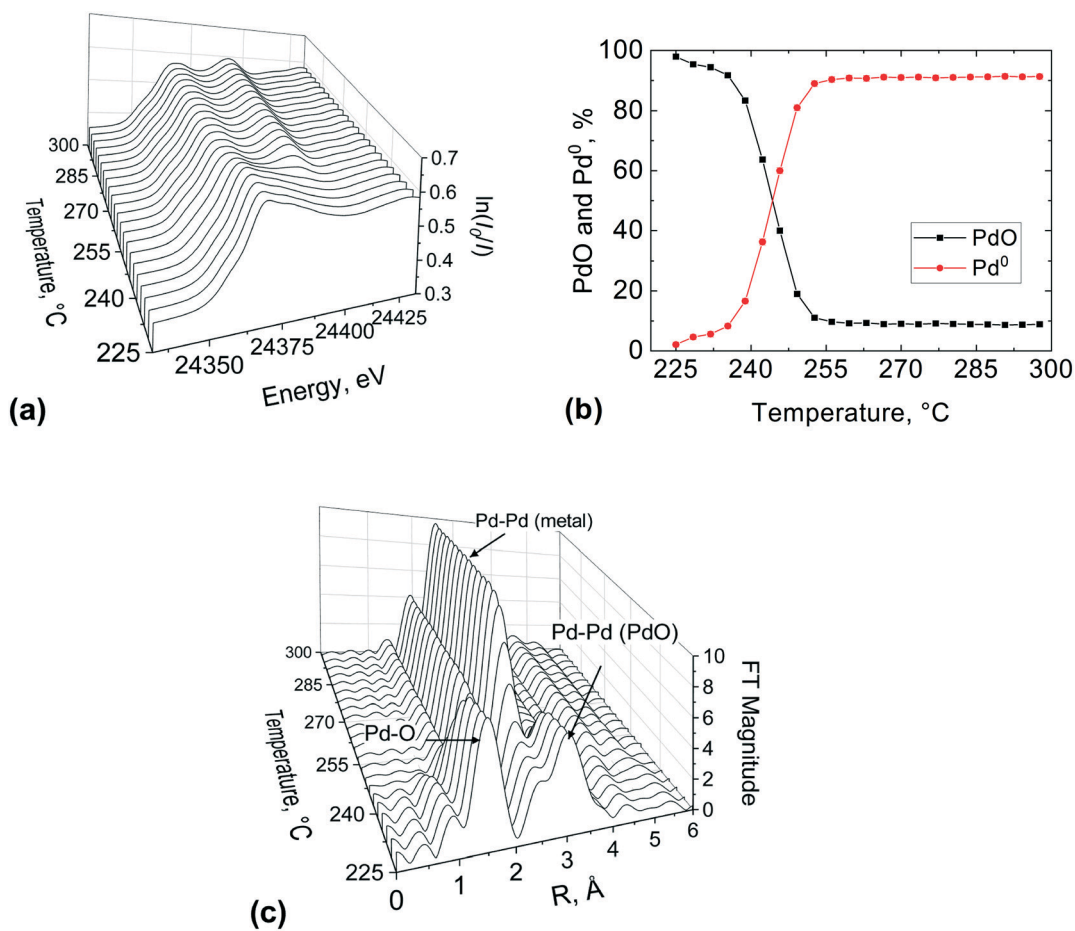 300
285
270
255
240
225
Temperature, °C
24350
24375
24400
24425
Energy, eV
0.7
0.6
0.5
0.4
0.3
ln(I0/I)
(a)
100
80
60
40
20
0
PdO and Pd⁰, %
PdO
Pd⁰
225 240 255 270 285 300
Temperature, °C
(b)
Pd-Pd (metal)
Pd-Pd (PdO)
Pd-O
300
285
270
255
240
225
Temperature, °C
0 1 2 3 4 5 6
R, Å
10
8
6
4
2
0
FT Magnitude
(c)